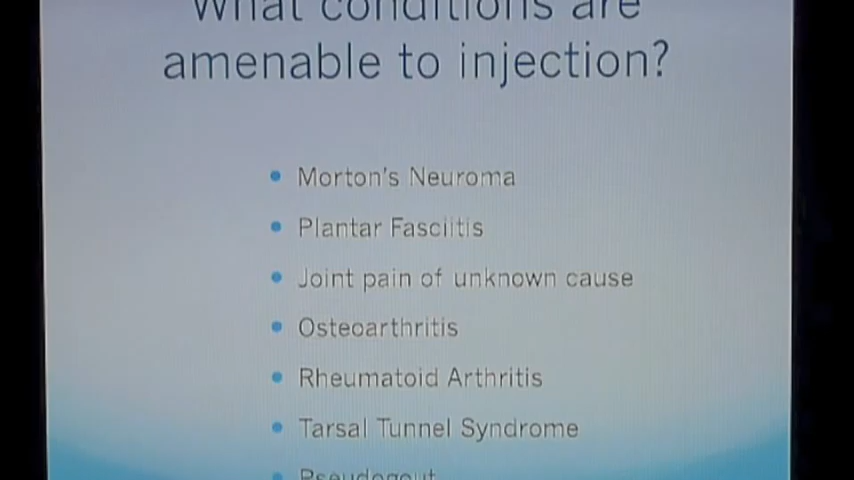 What conditions are
amenable to injection?
• Morton's Neuroma
• Plantar Fasciitis
• Joint pain of unknown cause
• Osteoarthritis
• Rheumatoid Arthritis
• Tarsal Tunnel Syndrome
• Pseudogout